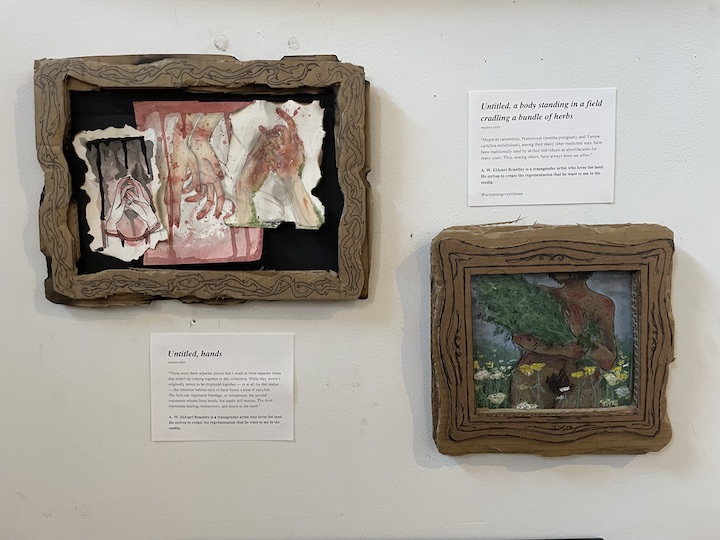 Untitled, hands
watercolor
"These were three separate pieces that I made at three separate times
that ended up coming together in this collection. While they weren't
originally meant to be displayed together — or at all for that matter
— the intention behind each of them forms a kind of storyline.
The first one represents bondage, or entrapment, the second
represents release from bonds, but marks still remain. The third
represents healing, and return to the earth."
A. W. is a transgender artist who loves the land.
He strives to create the representation that he want to see in the
media.
Untitled, a body standing in a field
cradling a bundle of herbs
watercolor
"Mugwort (artemisia), Pennyroyal (mentha pulegium), and Yarrow
(achillea millefolium) among their many other medicinal uses, have
been traditionally used by skilled individuals as abortifacients for
many years. They, among others, have always been our allies."
A. W. is a transgender artist who loves the land.
He strives to create the representation that he want to see in the
media.